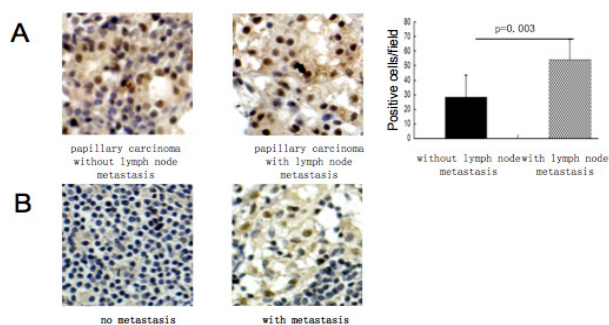 A
papillary carcinoma
without lymph node
metastasis
papillary carcinoma
with lymph node
metastasis
p=0.003
Positive cells/field
80
70
60
50
40
30
20
10
0
without lymph node
metastasis
with lymph node
metastasis
B
no metastasis
with metastasis